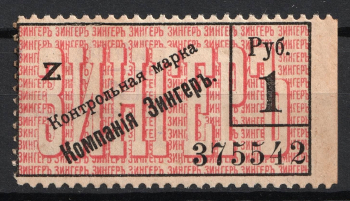 ЗИНГЕРЪ
Z
Контрольная марка
Компанія Зингеръ.
Руб.
1
375542